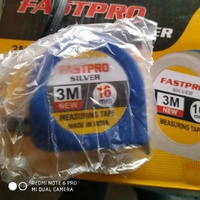 FASTPRO
FASTPRO
SILVER
3M
16
MM
NEW
MEASURING TAPE
MADE IN INDIA
FASTPRO
SILVER
3M
NEW
MEASURING TAPE
REDMI NOTE 6 PRO
MI DUAL CAMERA